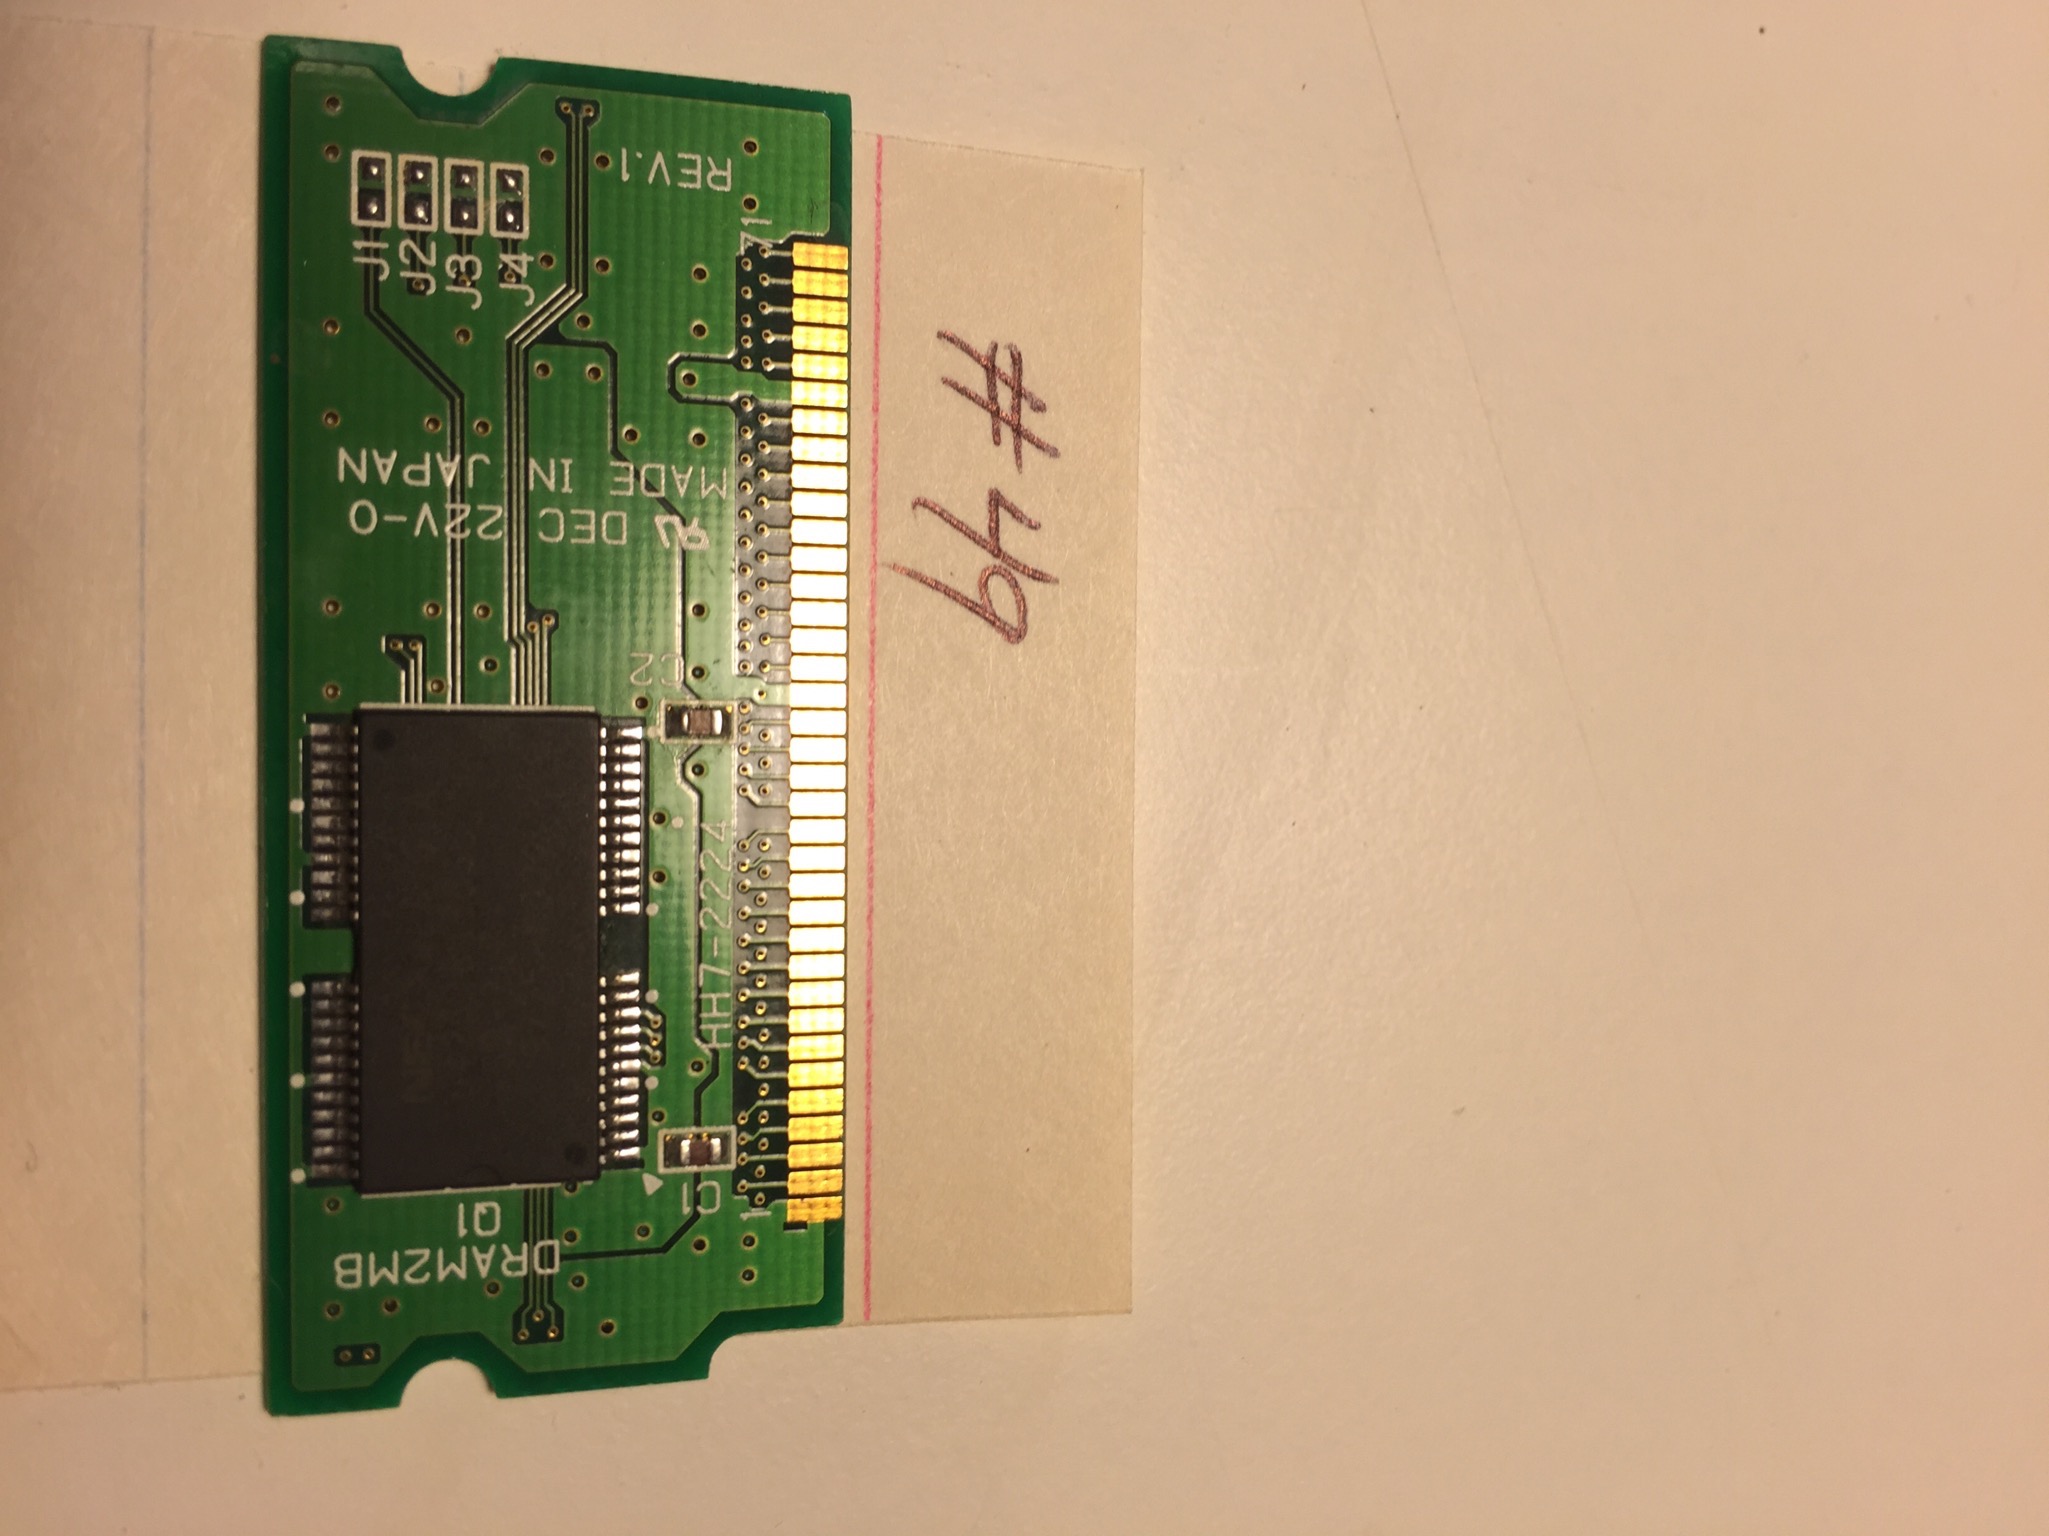 REV.1
71
J1
J2
J3
J4
MADE IN JAPAN
DEC 22V-0
C2
HH7-2224
C1
1
Q1
DRAM2MB
#49